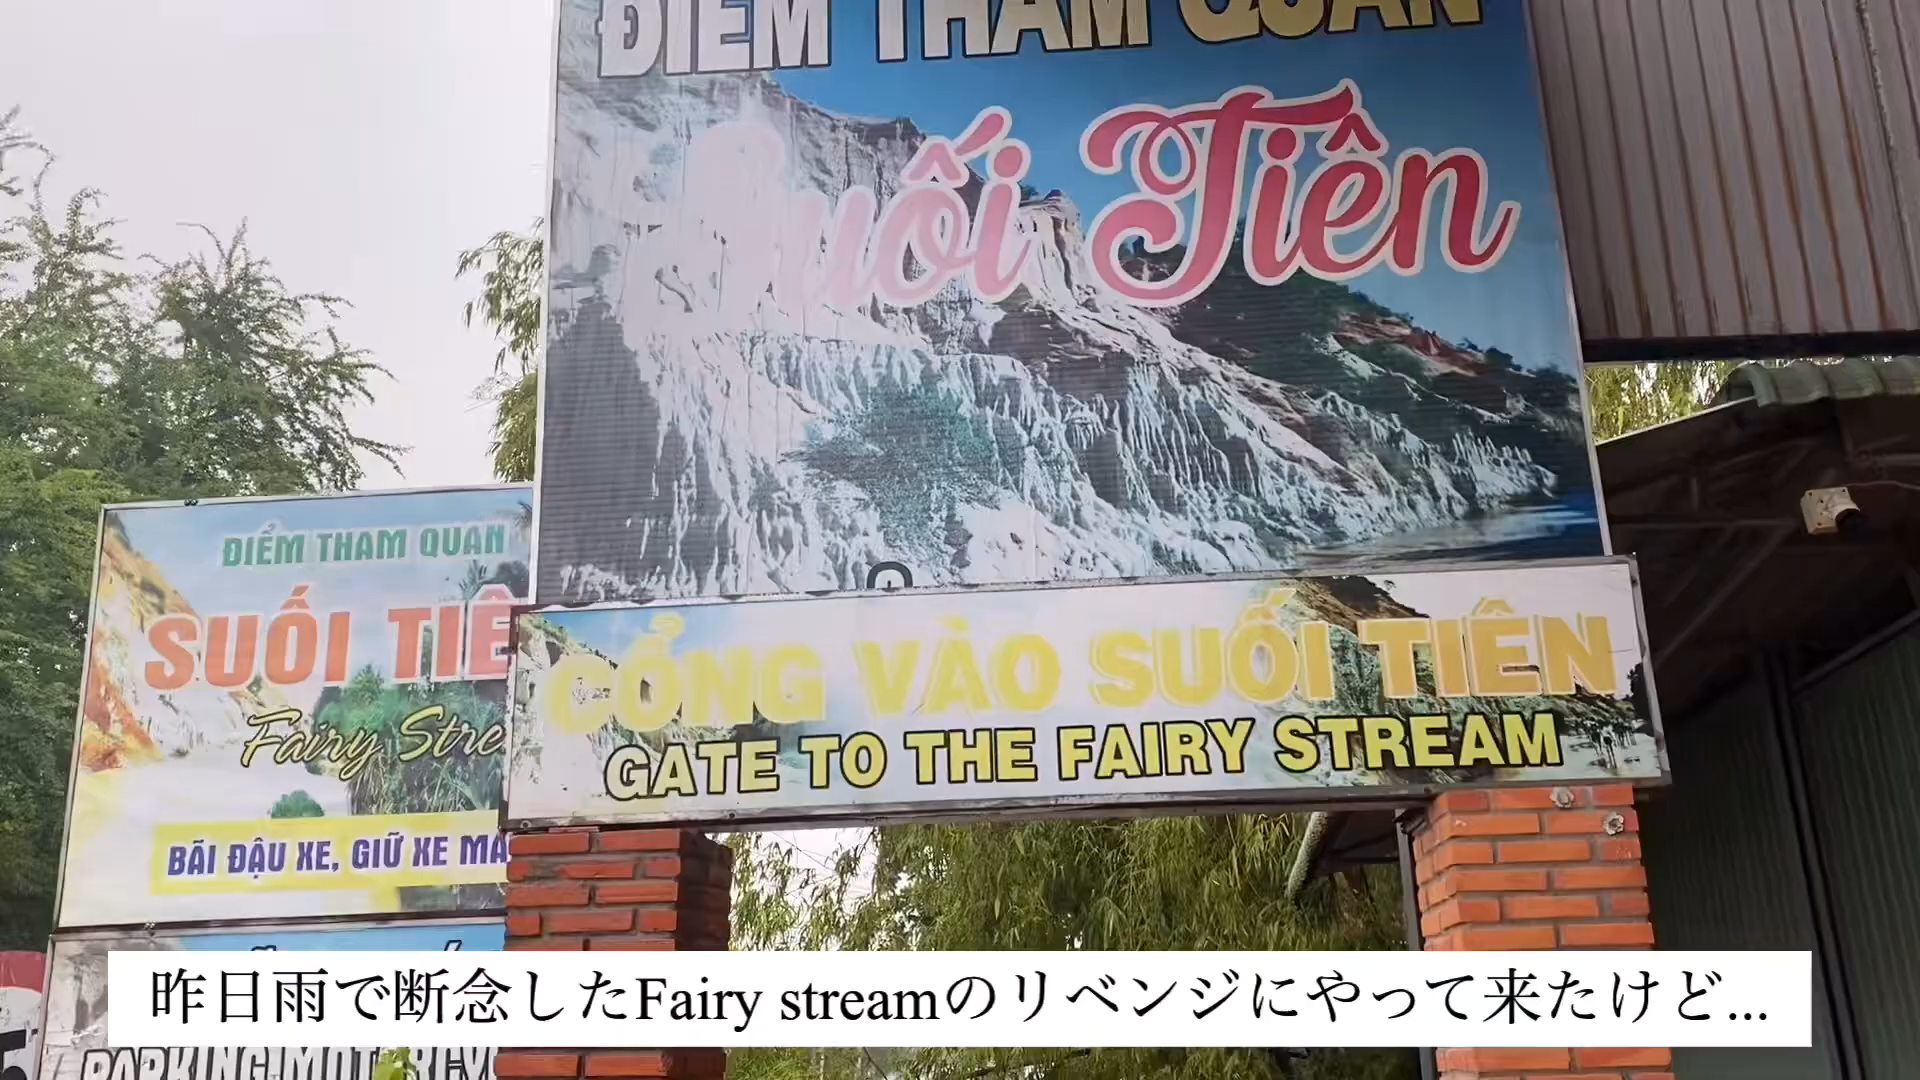 ĐIỂM THAM QUAN
Suối Tiên
ĐIỂM THAM QUAN
SUỐI TIÊ
Fairy Stre
BÃI ĐẬU XE, GIỮ XE MÁ
CỔNG VÀO SUỐI TIÊN
GATE TO THE FAIRY STREAM
PARKING MOTORCYC
昨日雨で断念したFairy streamのリベンジにやって来たけど...